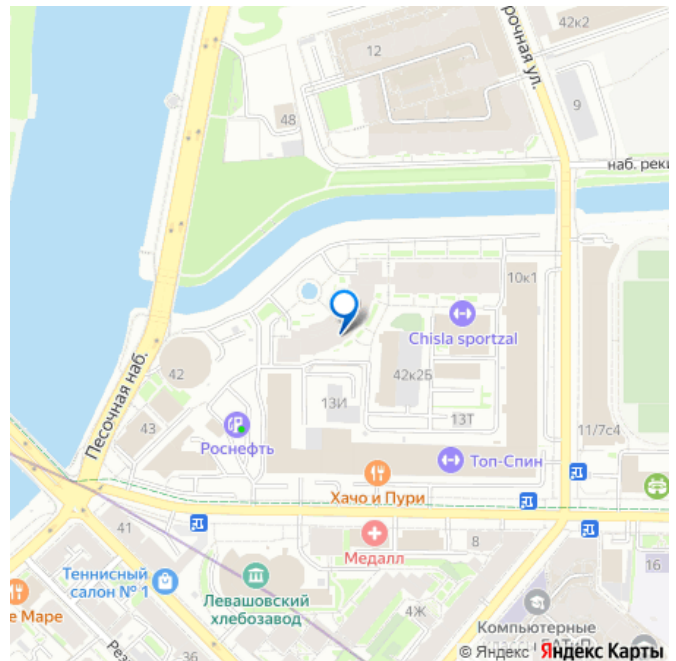 42к2
12
рочная ул.
9
48
наб. реки
10к1
Chisla sportzal
42к2Б
42
Песочная наб.
13И
13Т
43
11/7с4
Роснефть
Топ-Спин
Хачо и Пури
41
Медалл
8
16
Теннисный
салон № 1
Левашовский
хлебозавод
е Маре
4Ж
Компьютерные
36
© Яндекс Яндекс Карты